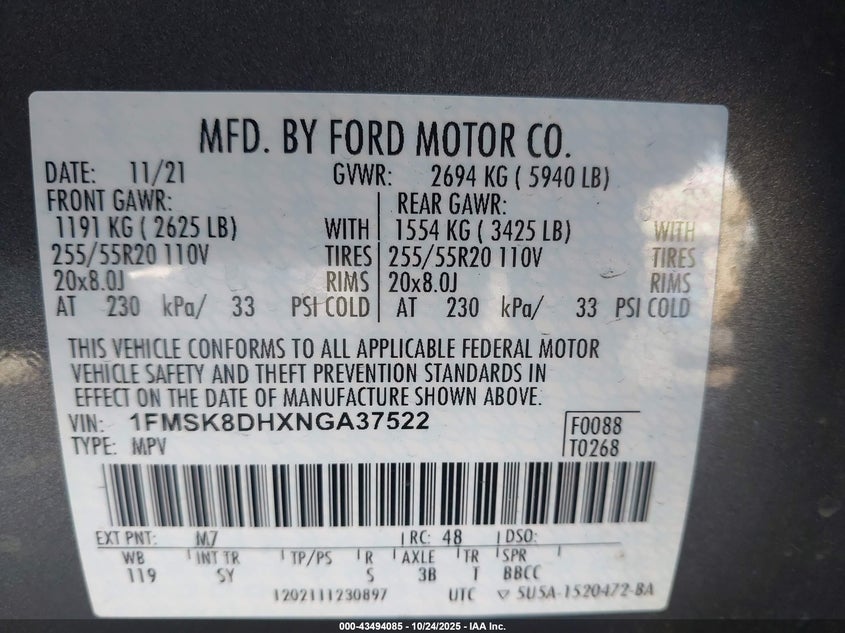 MFD. BY FORD MOTOR CO.
DATE: 11/21 GVWR: 2694 KG ( 5940 LB)
FRONT GAWR: REAR GAWR:
1191 KG ( 2625 LB) WITH 1554 KG ( 3425 LB) WITH
255/55R20 110V TIRES 255/55R20 110V TIRES
20x8.0J RIMS 20x8.0J RIMS
AT 230 kPa/ 33 PSI COLD AT 230 kPa/ 33 PSI COLD
THIS VEHICLE CONFORMS TO ALL APPLICABLE FEDERAL MOTOR
VEHICLE SAFETY AND THEFT PREVENTION STANDARDS IN
EFFECT ON THE DATE OF MANUFACTURE SHOWN ABOVE.
VIN: 1FMSK8DHXNGA37522 F0088
TYPE: MPV T0268
EXT PNT: M7 RC: 48 DSO:
WB INT TR TP/PS R AXLE TR SPR
119 SY S 3B T BBCC
1202111230897 UTC 5U5A-1520472-BA
000-43494085 - 10/24/2025 - IAA Inc.